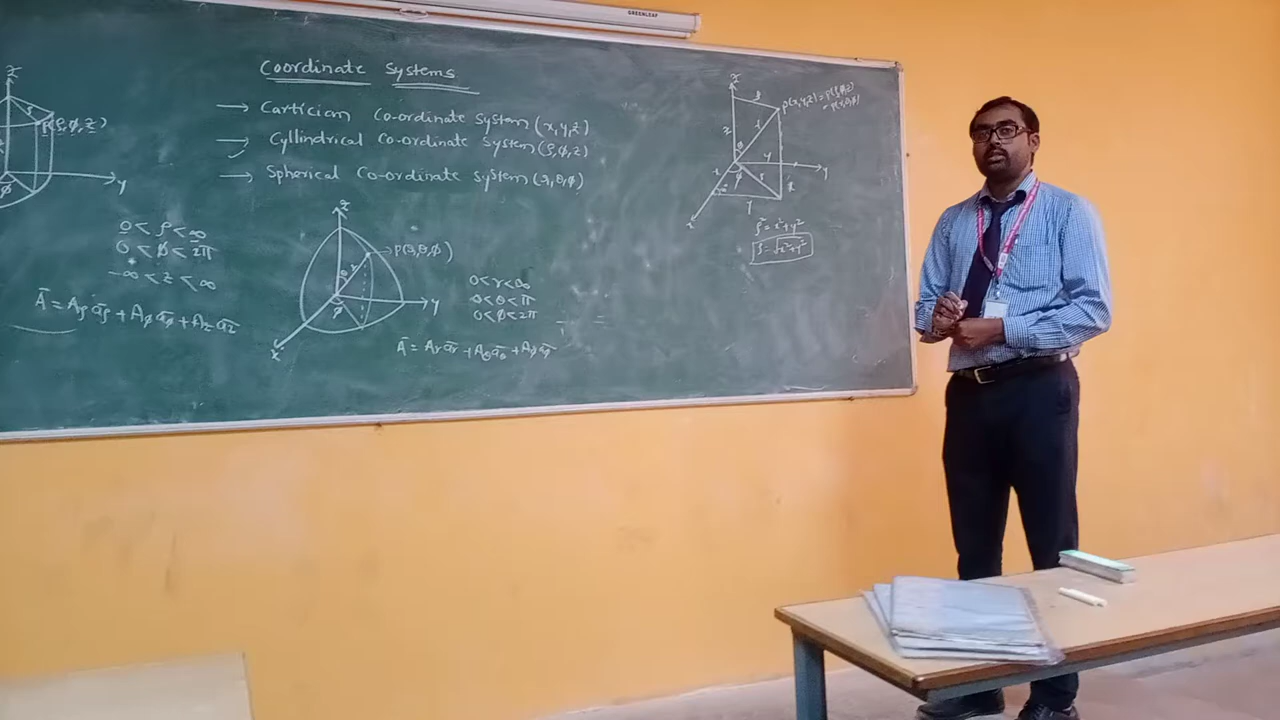 GREENLEAF
Coordinate Systems
→ Cartician Co-ordinate System (x,y,z)
→ Cyllindrical Co-ordinate System (ρ,ϕ,z)
→ Spherical Co-ordinate System (r,θ,ϕ)
z
P(ρ,ϕ,z)
ϕ
y
0 < ρ < ∞
0 < ϕ < 2π
-∞ < z < ∞
Ā = Aρ āρ + Aϕ āϕ + Az āz
z
P(r,θ,ϕ)
θ r
ϕ
y
x
0<r<∞
0<θ<π
0<ϕ<2π
Ā = Ar ār + Aθ āθ + Aϕ āϕ
z
ρ
P(x,y,z) = P(ρ,ϕ,z)
= P(r,θ,ϕ)
z
r
θ
y
y
x
ϕ
ρ
x
y
x
ρ² = x²+y²
ρ = √x²+y²